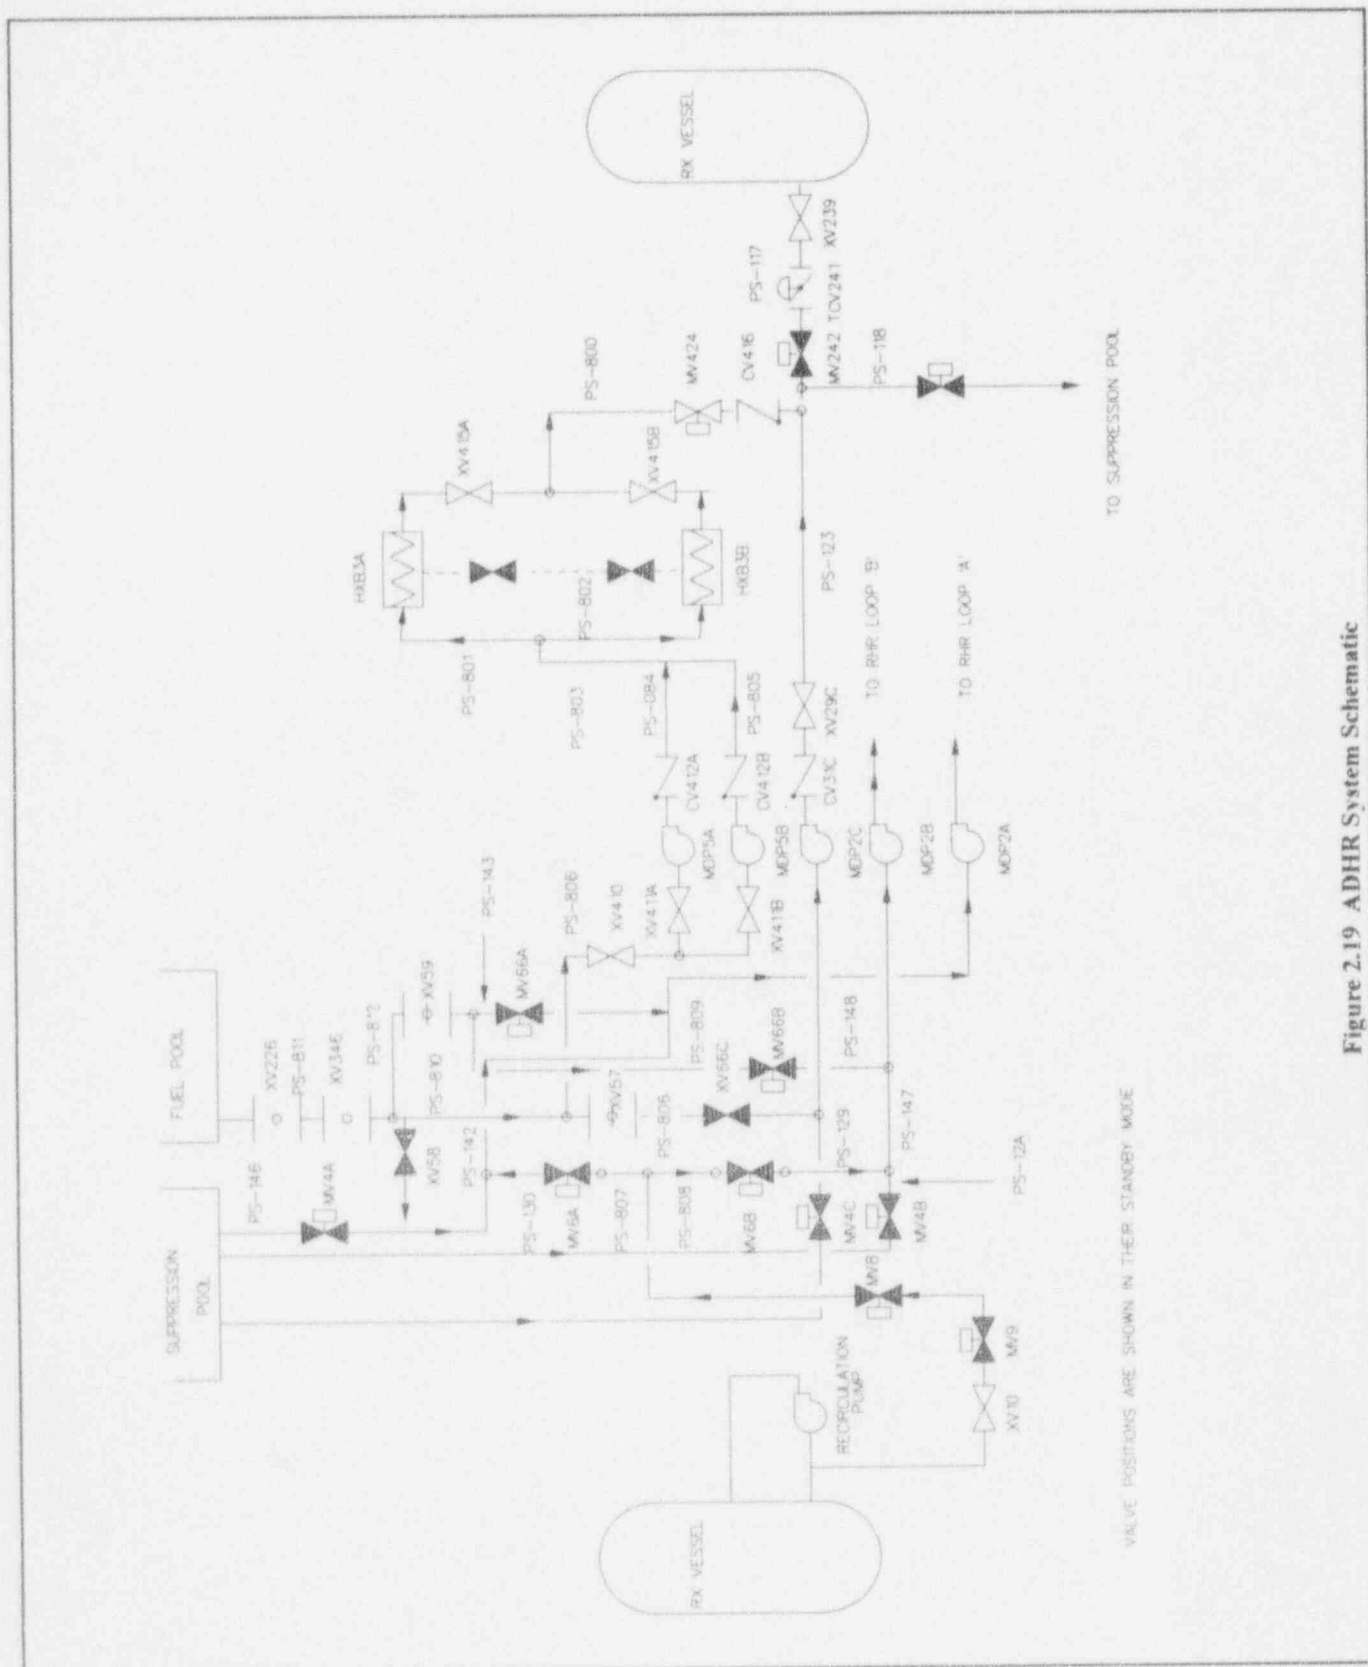 FUEL POOL
SUPPRESSION
POOL
PS-146
MV4A
XV226
PS-811
XV346
PS-812
XV58
PS-810
XV59
PS-143
MV66A
PS-142
PS-130
MV6A
PS-807
PS-808
MV6B
XV57
PS-806
XV66C
PS-809
MV66B
PS-148
PS-129
PS-147
MV4C
MV4B
PS-12A
MV8
MV9
XV10
RECIRCULATION
PUMP
RX VESSEL
PS-806
XV410
XV411A
XV411B
MDP5A
MDP5B
MDP2C
MDP2B
MDP2A
CV412A
CV412B
CV31C
XV29C
PS-084
PS-805
PS-803
PS-801
PS-802
HXB3A
HXB3B
XV415A
XV415B
PS-800
MV424
CV416
PS-123
TO RHR LOOP 'B'
TO RHR LOOP 'A'
MV242 TCV241
PS-117
XV239
PS-118
RX VESSEL
TO SUPPRESSION POOL
VALVE POSITIONS ARE SHOWN IN THEIR STANDBY MODE
Figure 2.19 ADHR System Schematic